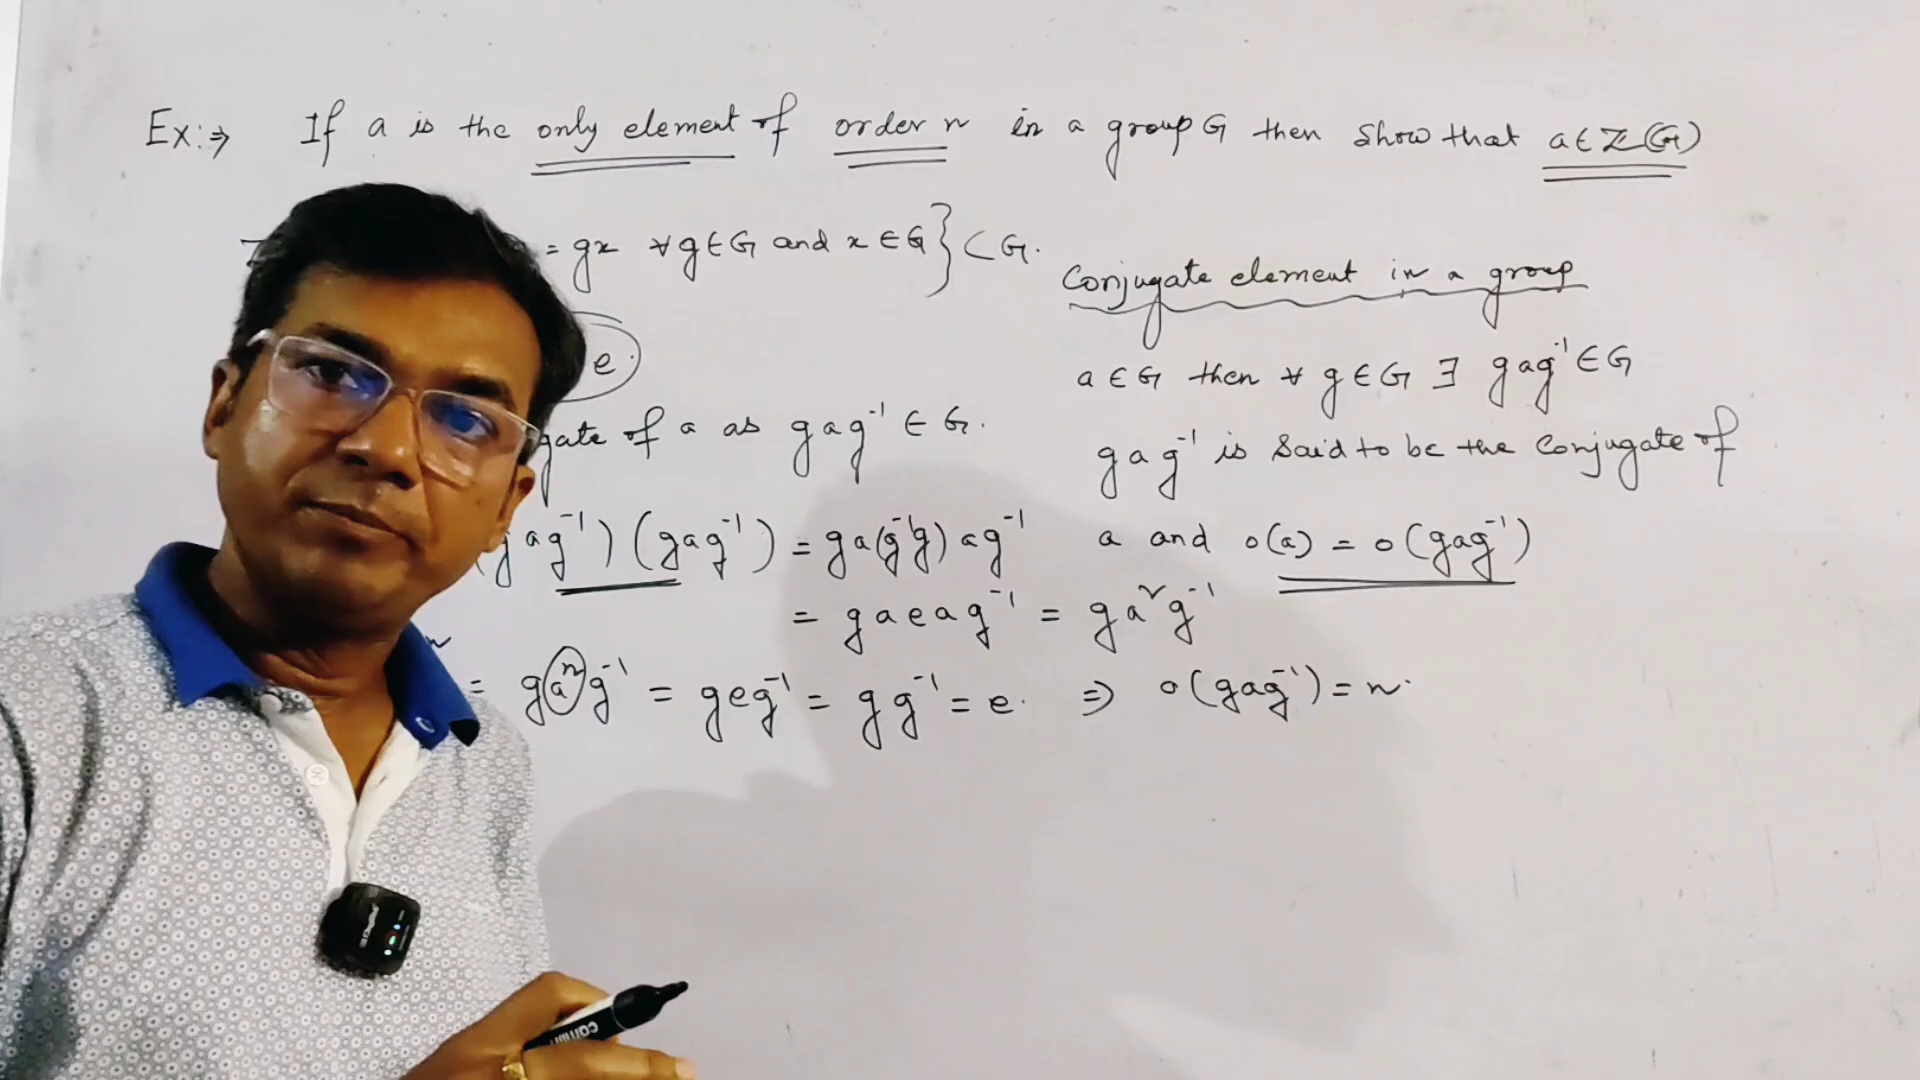 Ex:⇒ If a is the only element of order n in a group G then show that a∈Z(G)
= gx ∀g∈G and x∈G}⊂G.
Conjugate element in a group
e.
a∈G then ∀ g∈G ∃ gag⁻¹∈G
gate of a as gag⁻¹ ∈ G.
gag⁻¹ is said to be the conjugate of
a and o(a) = o(gag⁻¹)
(gag⁻¹)(gag⁻¹) = ga(g⁻¹g)ag⁻¹
= gaeag⁻¹ = ga²g⁻¹
= gaⁿg⁻¹ = geg⁻¹ = gg⁻¹ = e. ⇒ o(gag⁻¹) = n.